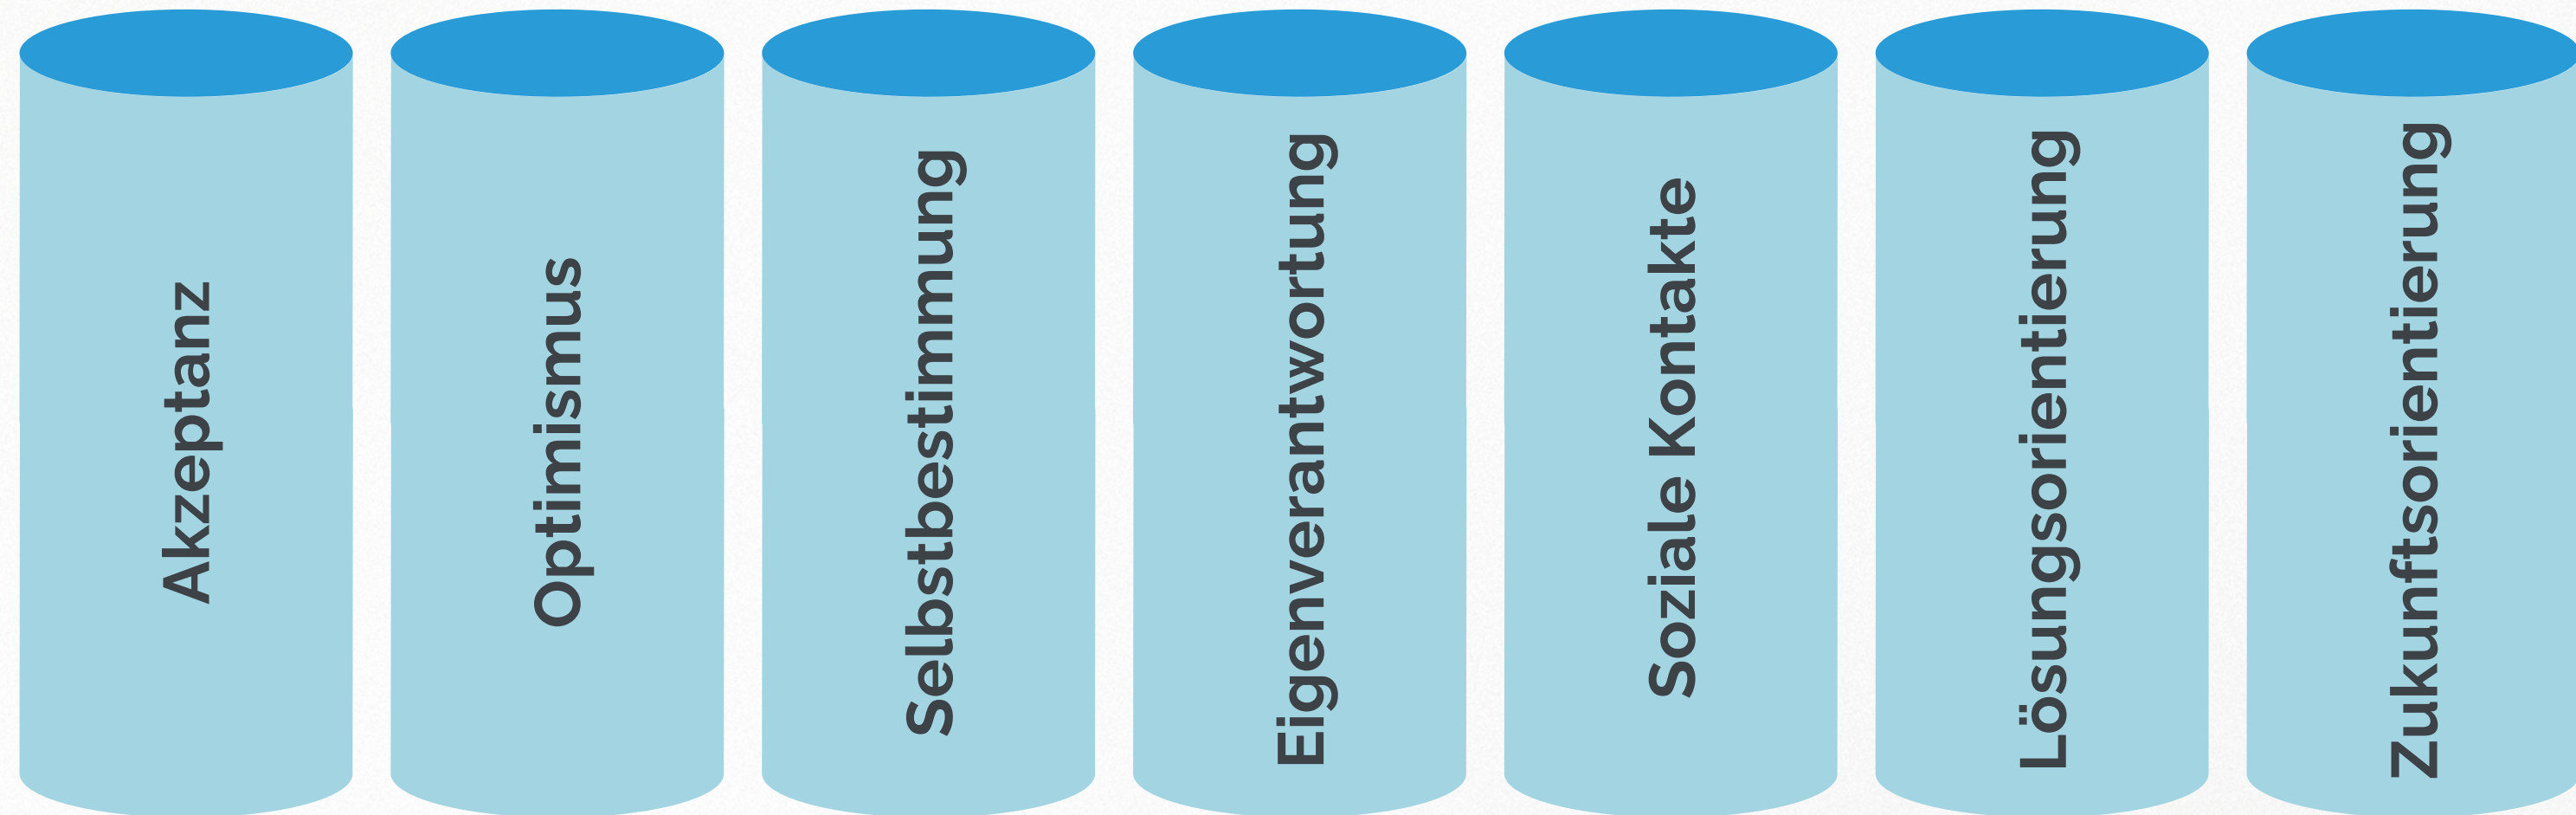 Akzeptanz
Optimismus
Selbstbestimmung
Eigenverantwortung
Soziale Kontakte
Lösungsorientierung
Zukunftsorientierung